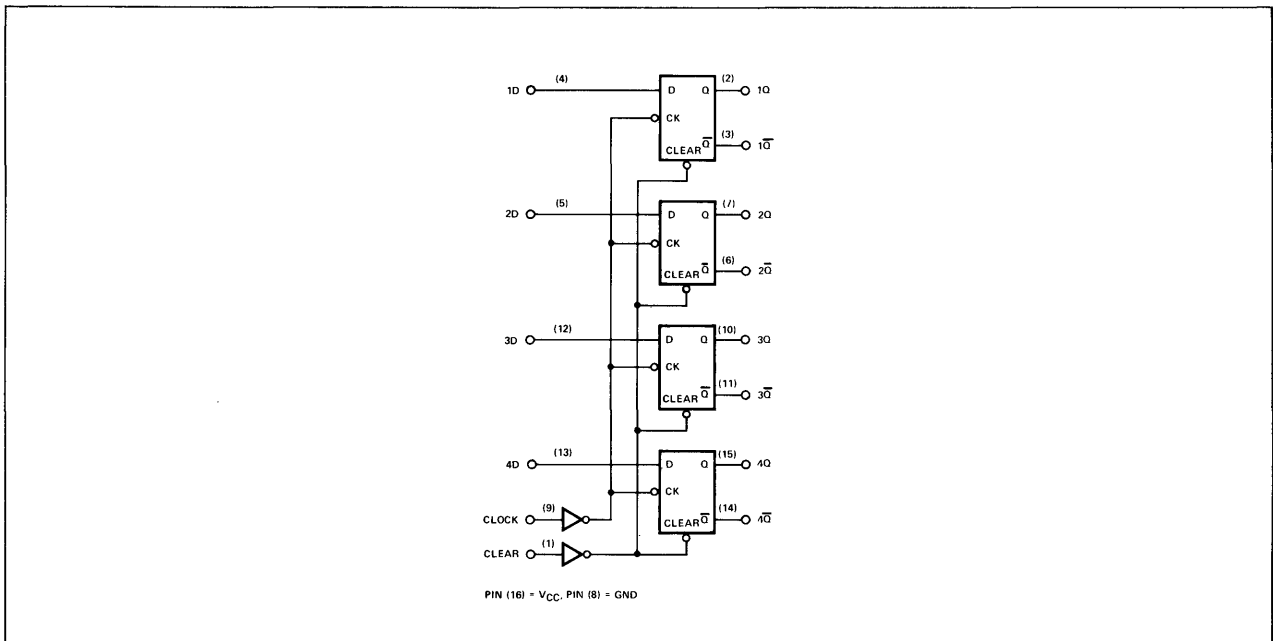 1D (4) D Q (2) 1Q
CK
CLEAR Q̅ (3) 1Q̅
2D (5) D Q (7) 2Q
CK
CLEAR Q̅ (6) 2Q̅
3D (12) D Q (10) 3Q
CK
CLEAR Q̅ (11) 3Q̅
4D (13) D Q (15) 4Q
CK
CLOCK (9) CLEAR Q̅ (14) 4Q̅
CLEAR (1)
PIN (16) = VCC, PIN (8) = GND